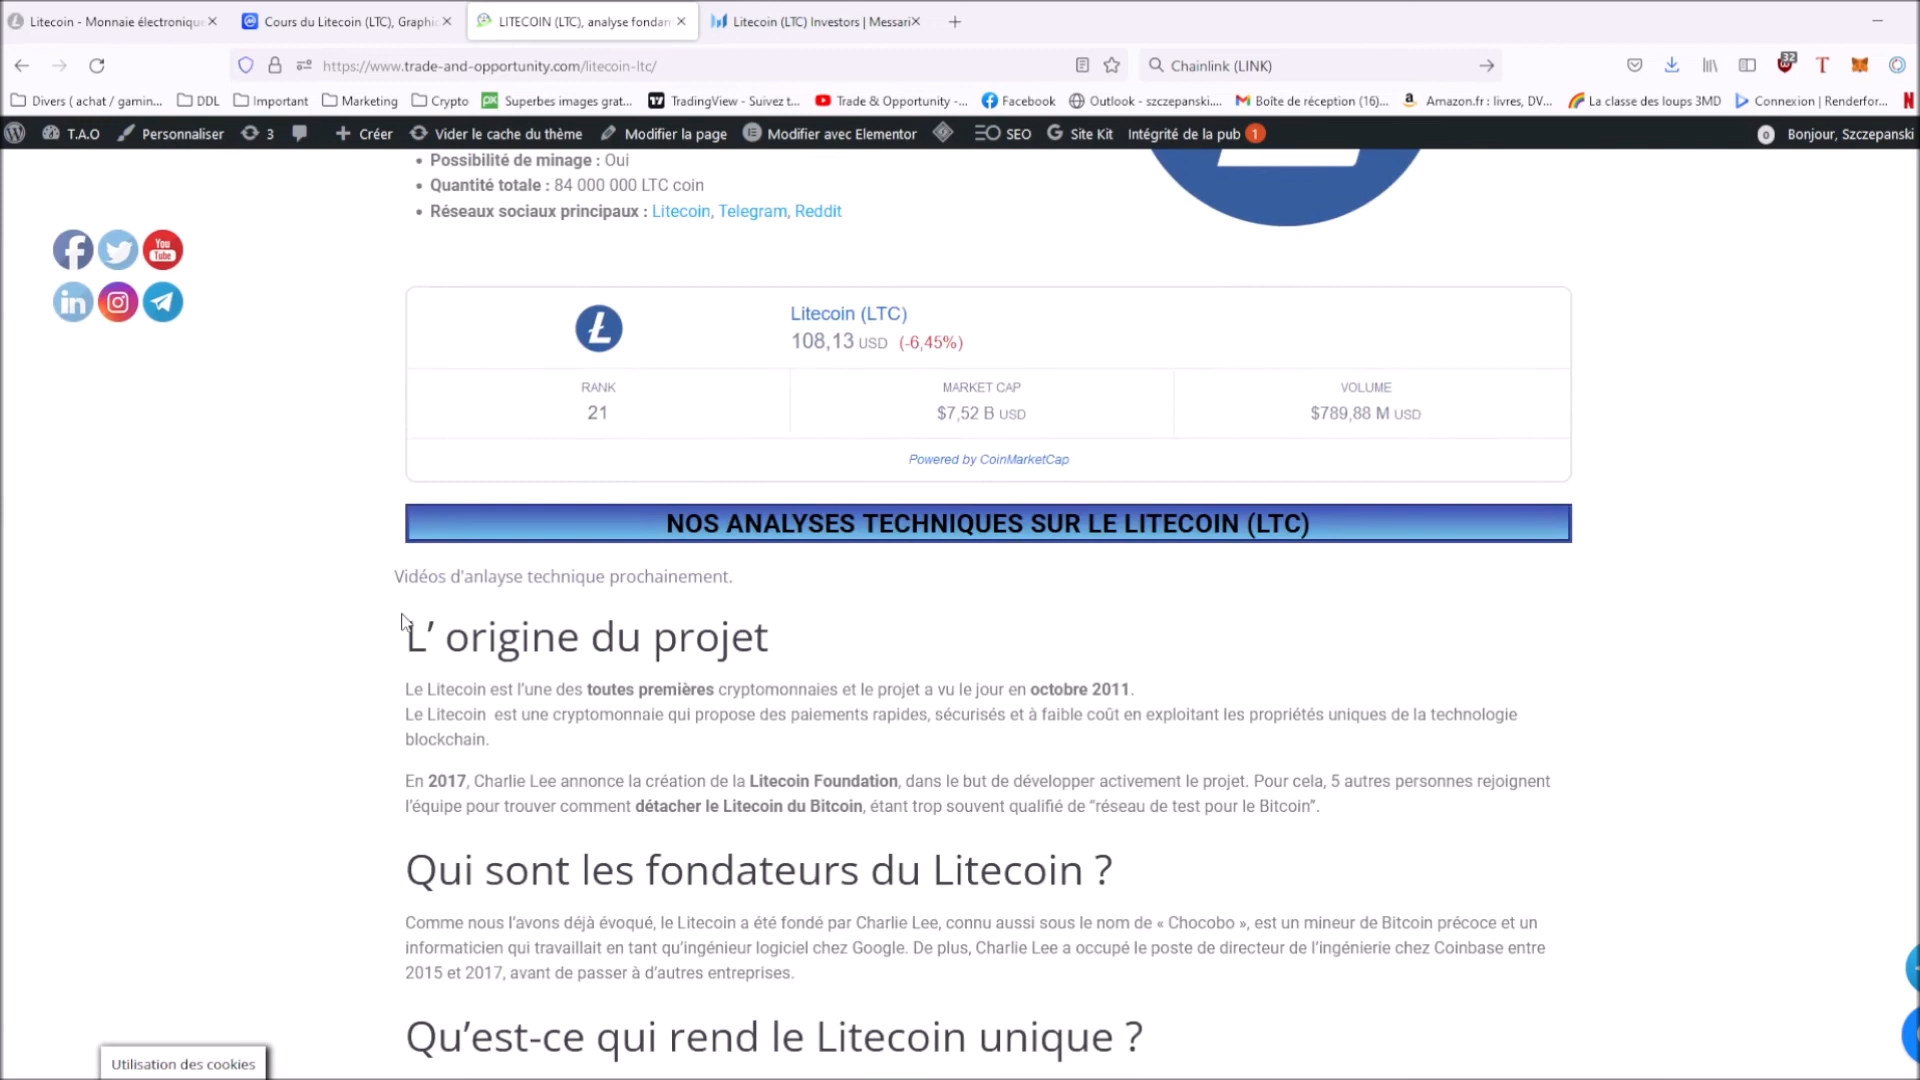 Litecoin - Monnaie électronique
Cours du Litecoin (LTC), Graphic
LITECOIN (LTC), analyse fondan
Litecoin (LTC) Investors | Messari
https://www.trade-and-opportunity.com/litecoin-ltc/
Chainlink (LINK)
32
Divers ( achat / gamin...
DDL
Important
Marketing
Crypto
Superbes images grat...
TradingView - Suivez t...
Trade & Opportunity -...
Facebook
Outlook - szczepanski....
Boîte de réception (16)...
Amazon.fr : livres, DV...
La classe des loups 3MD
Connexion | Renderfor...
T.A.O
Personnaliser
3
Créer
Vider le cache du thème
Modifier la page
Modifier avec Elementor
SEO
Site Kit
Intégrité de la pub 1
Bonjour, Szczepanski
• Possibilité de minage : Oui
• Quantité totale : 84 000 000 LTC coin
• Réseaux sociaux principaux : Litecoin, Telegram, Reddit
You
Tube
in
Litecoin (LTC)
108,13 USD (-6,45%)
RANK
21
MARKET CAP
$7,52 B USD
VOLUME
$789,88 M USD
Powered by CoinMarketCap
NOS ANALYSES TECHNIQUES SUR LE LITECOIN (LTC)
Vidéos d'anlayse technique prochainement.
L’ origine du projet
Le Litecoin est l’une des toutes premières cryptomonnaies et le projet a vu le jour en octobre 2011.
Le Litecoin est une cryptomonnaie qui propose des paiements rapides, sécurisés et à faible coût en exploitant les propriétés uniques de la technologie
blockchain.
En 2017, Charlie Lee annonce la création de la Litecoin Foundation, dans le but de développer activement le projet. Pour cela, 5 autres personnes rejoignent
l’équipe pour trouver comment détacher le Litecoin du Bitcoin, étant trop souvent qualifié de “réseau de test pour le Bitcoin”.
Qui sont les fondateurs du Litecoin ?
Comme nous l’avons déjà évoqué, le Litecoin a été fondé par Charlie Lee, connu aussi sous le nom de « Chocobo », est un mineur de Bitcoin précoce et un
informaticien qui travaillait en tant qu’ingénieur logiciel chez Google. De plus, Charlie Lee a occupé le poste de directeur de l’ingénierie chez Coinbase entre
2015 et 2017, avant de passer à d’autres entreprises.
Qu’est-ce qui rend le Litecoin unique ?
Utilisation des cookies